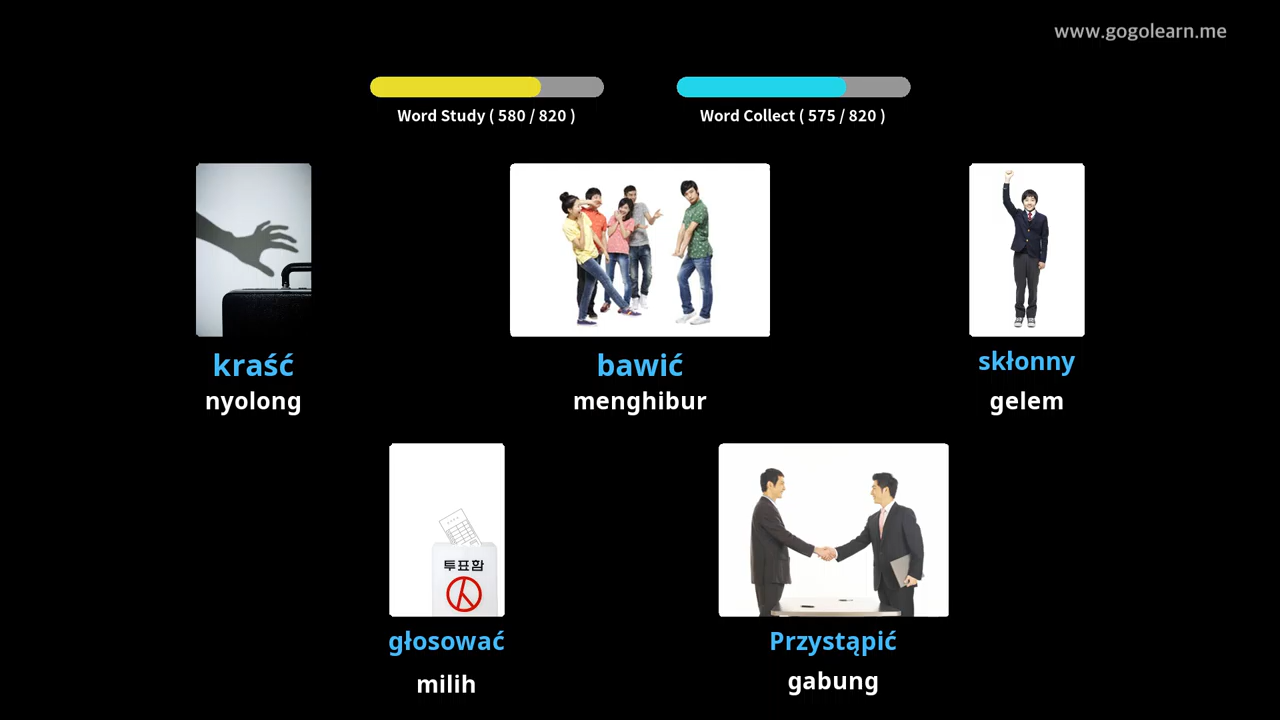 www.gogolearn.me
Word Study ( 580 / 820 )
Word Collect ( 575 / 820 )
kraść
nyolong
bawić
menghibur
skłonny
gelem
투표함
głosować
milih
Przystąpić
gabung